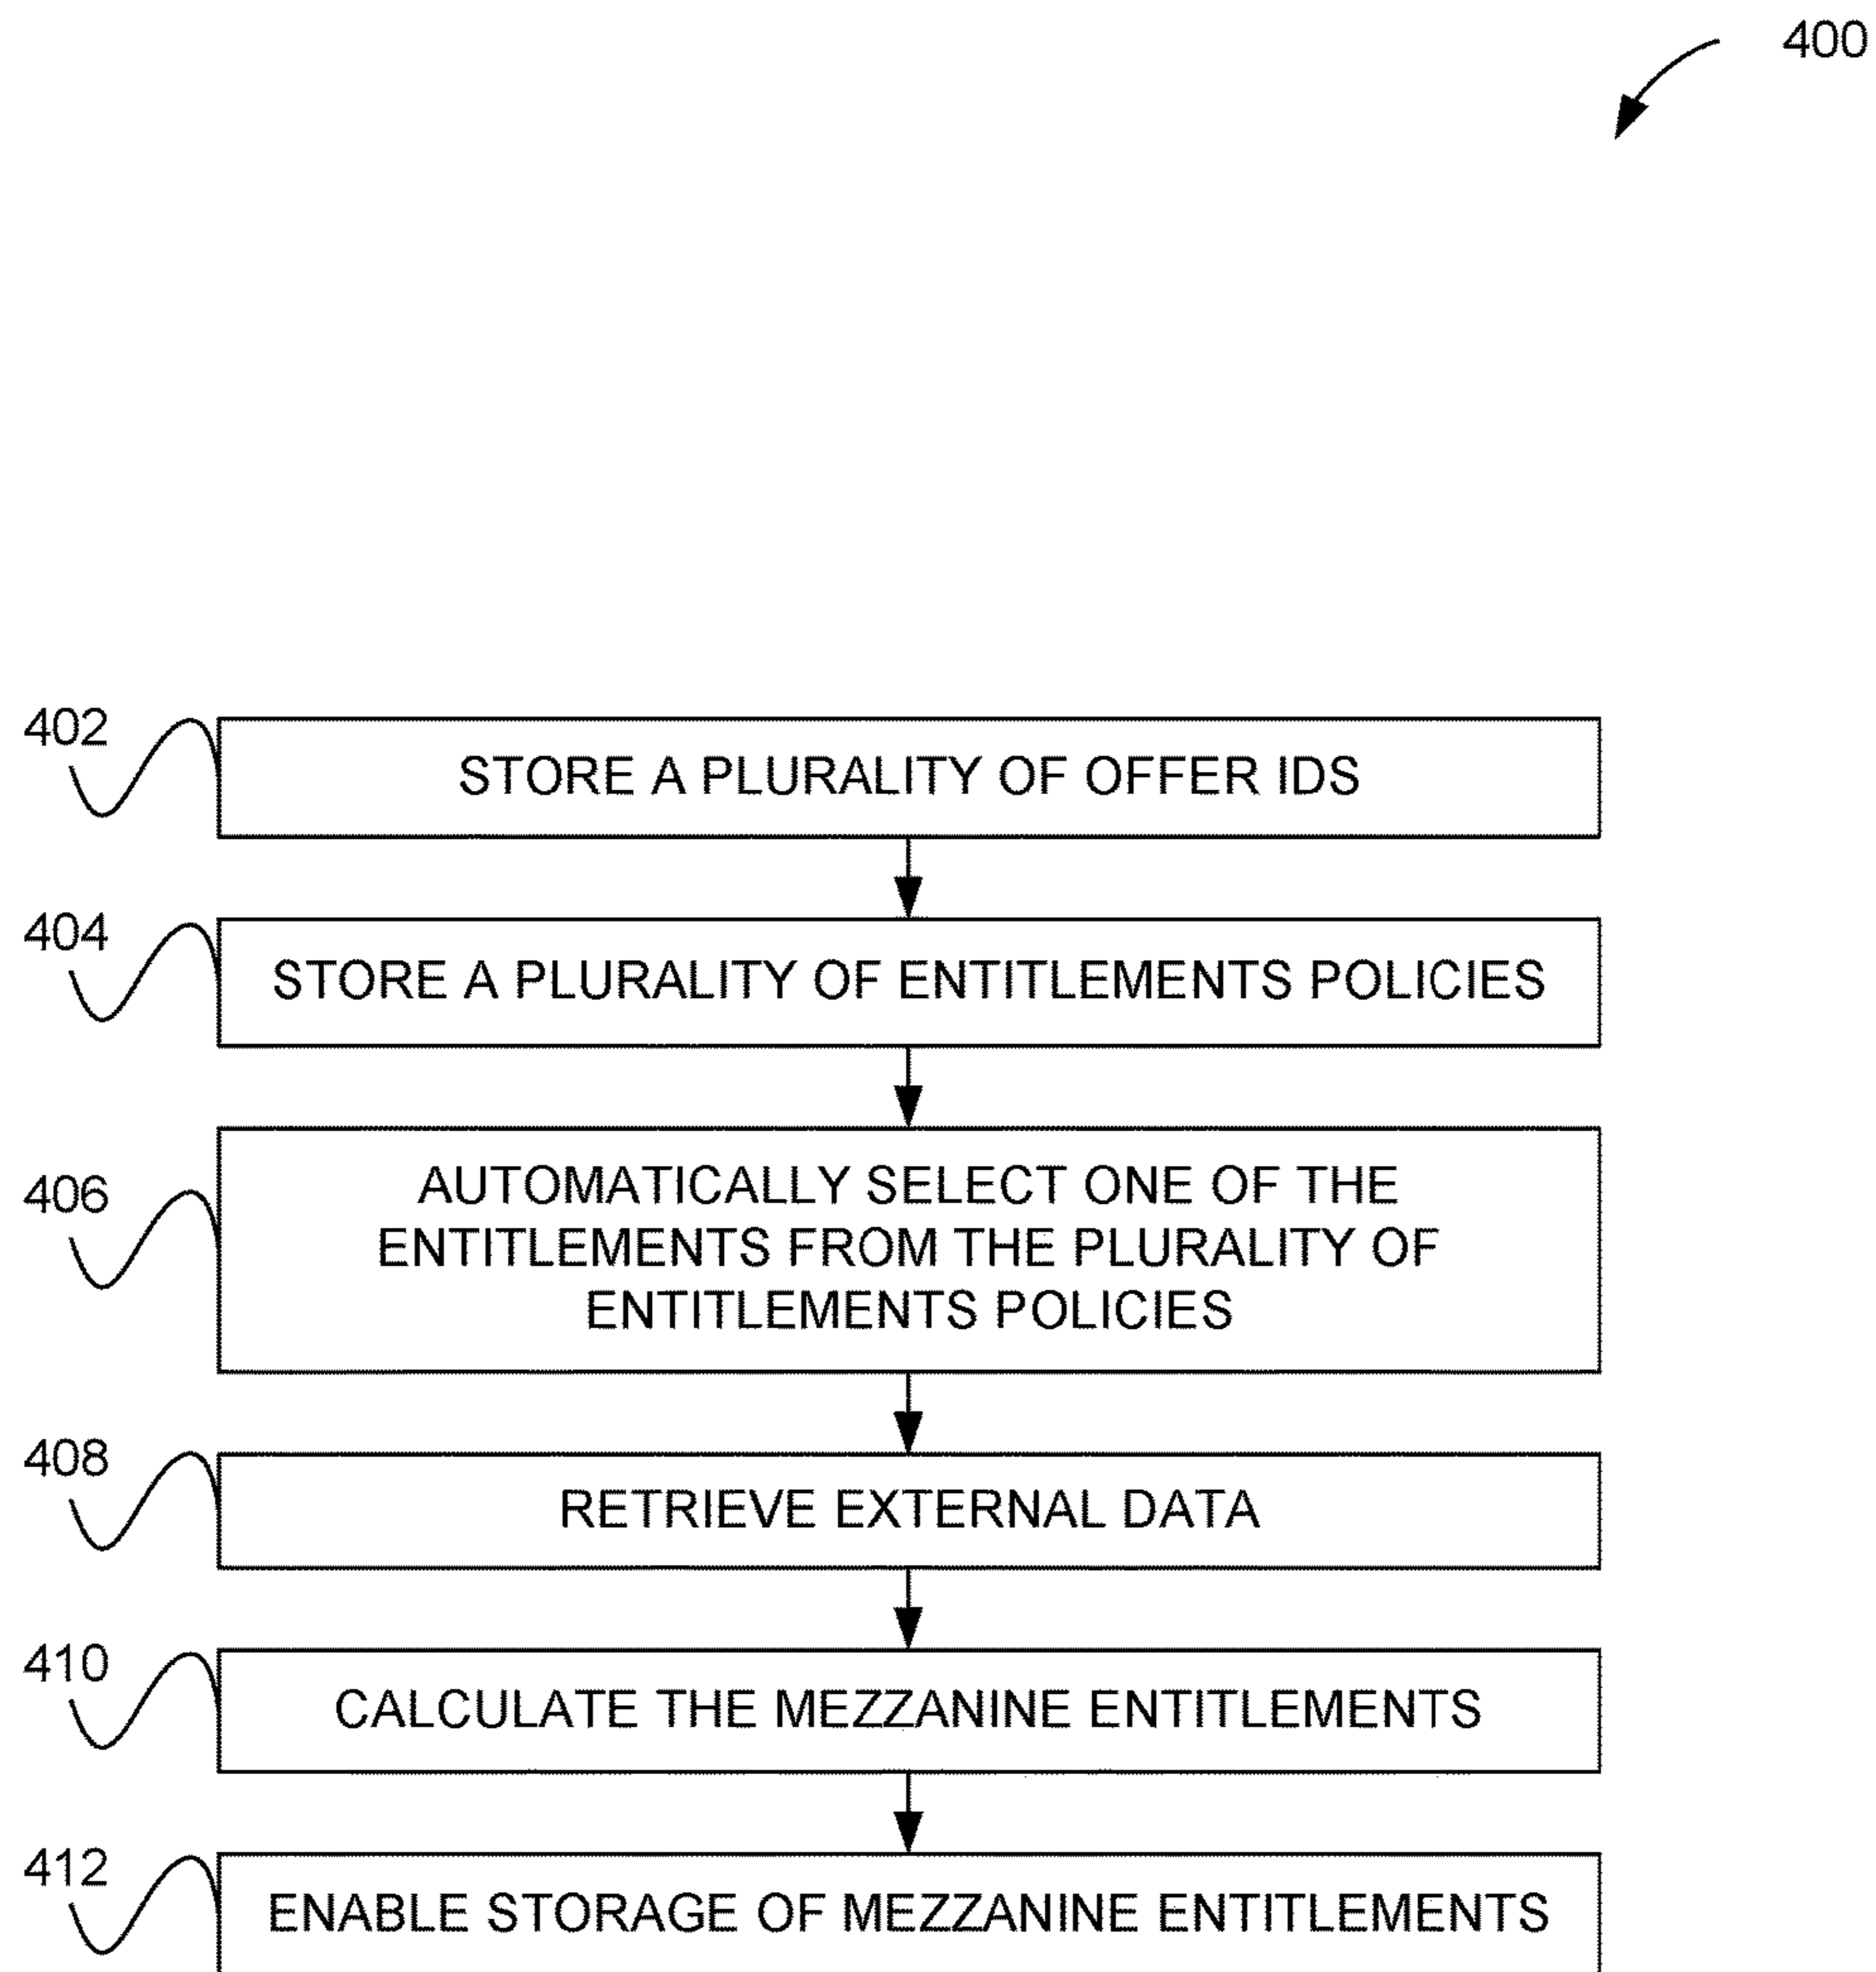 400
402
STORE A PLURALITY OF OFFER IDS
404
STORE A PLURALITY OF ENTITLEMENTS POLICIES
406
AUTOMATICALLY SELECT ONE OF THE
ENTITLEMENTS FROM THE PLURALITY OF
ENTITLEMENTS POLICIES
408
RETRIEVE EXTERNAL DATA
410
CALCULATE THE MEZZANINE ENTITLEMENTS
412
ENABLE STORAGE OF MEZZANINE ENTITLEMENTS